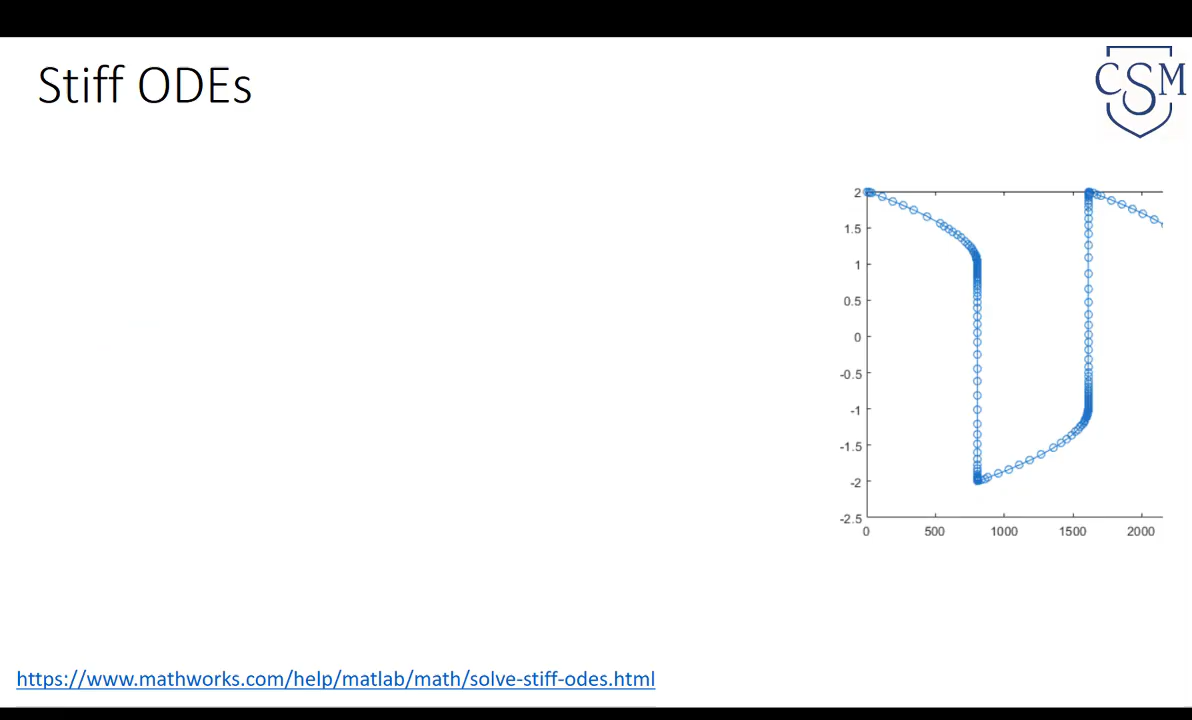 Stiff ODEs
CSM
2
1.5
1
0.5
0
-0.5
-1
-1.5
-2
-2.5
0 500 1000 1500 2000
https://www.mathworks.com/help/matlab/math/solve-stiff-odes.html